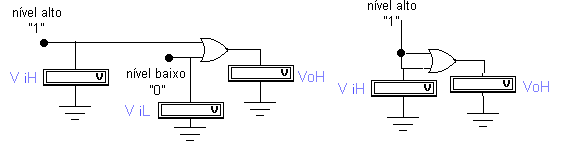 nível alto
"1"
V
V iH
nível baixo
"0"
V
VoH
V
V iL
nível alto
"1"
V
V iH
V
VoH